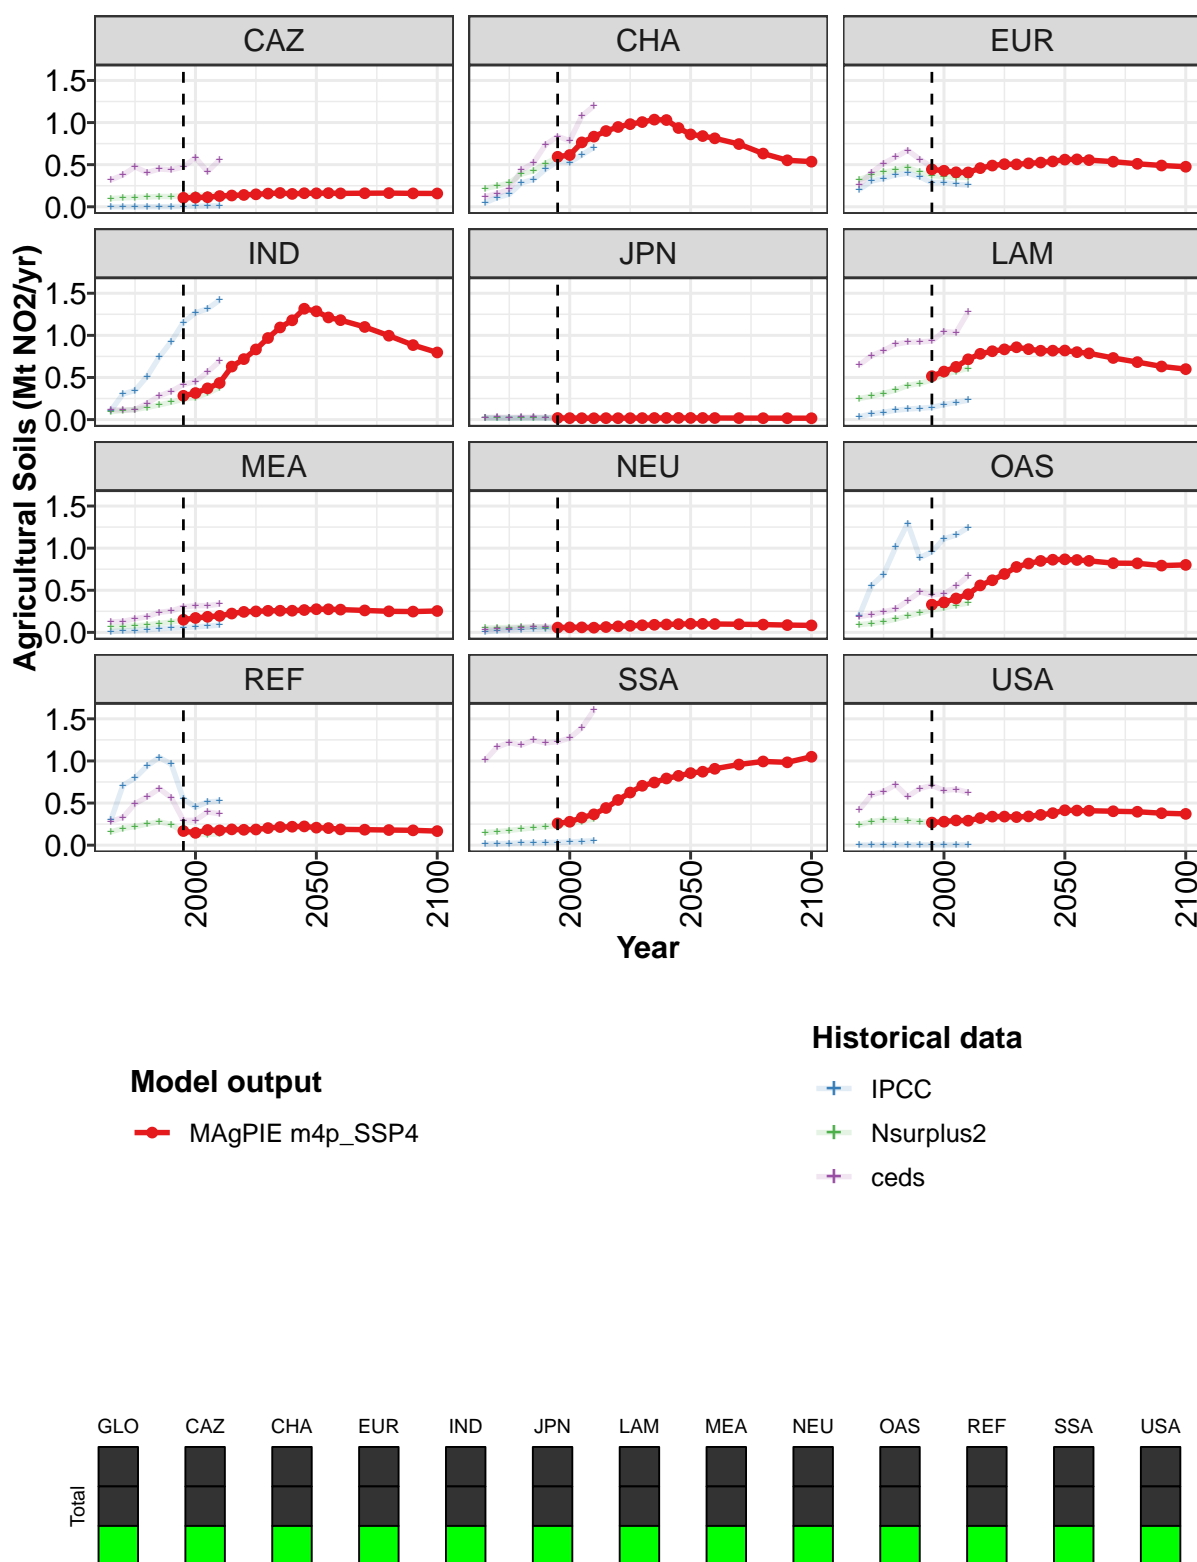 CAZ CHA EUR
1.5
1.0
0.5
0.0
IND JPN LAM
1.5
1.0
0.5
0.0
MEA NEU OAS
1.5
1.0
0.5
0.0
REF SSA USA
1.5
1.0
0.5
0.0
Agricultural Soils (Mt NO2/yr)
2000 2050 2100 2000 2050 2100 2000 2050 2100
Year
Model output
MAgPIE m4p_SSP4
Historical data
IPCC
Nsurplus2
ceds
GLO CAZ CHA EUR IND JPN LAM MEA NEU OAS REF SSA USA
Total